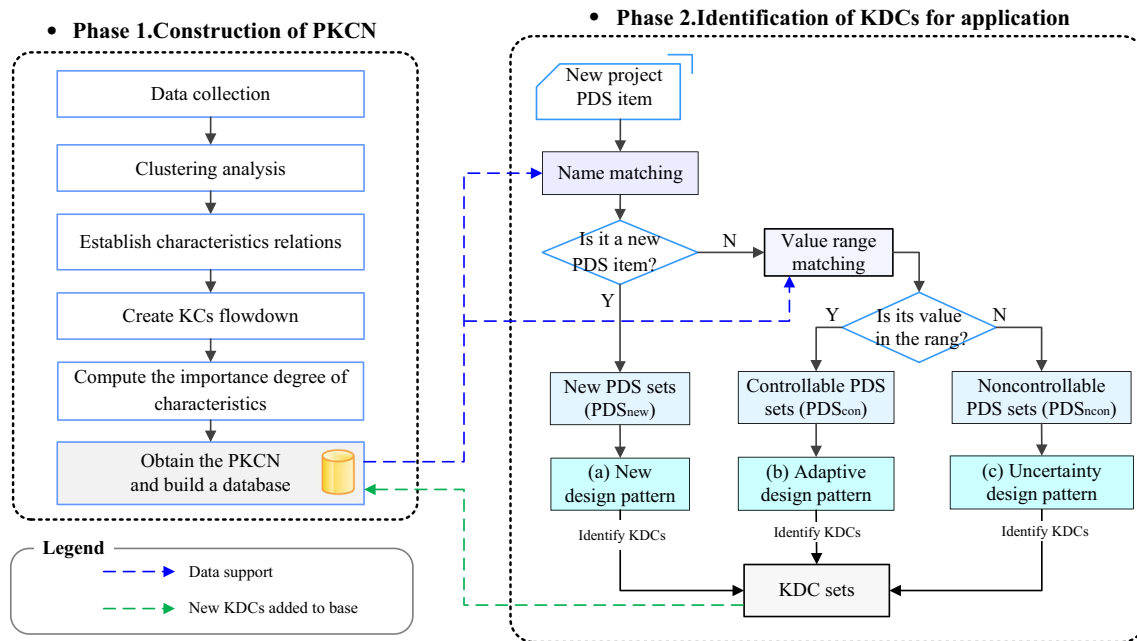 • Phase 1.Construction of PKCN
Data collection
Clustering analysis
Establish characteristics relations
Create KCs flowdown
Compute the importance degree of
characteristics
Obtain the PKCN
and build a database
Legend
Data support
New KDCs added to base
• Phase 2.Identification of KDCs for application
New project
PDS item
Name matching
Is it a new
PDS item?
N
Y
Value range
matching
Is its value
in the rang?
Y
N
New PDS sets
(PDSnew)
Controllable PDS
sets (PDScon)
Noncontrollable
PDS sets (PDSncon)
(a) New
design pattern
(b) Adaptive
design pattern
(c) Uncertainty
design pattern
Identify KDCs
Identify KDCs
Identify KDCs
KDC sets